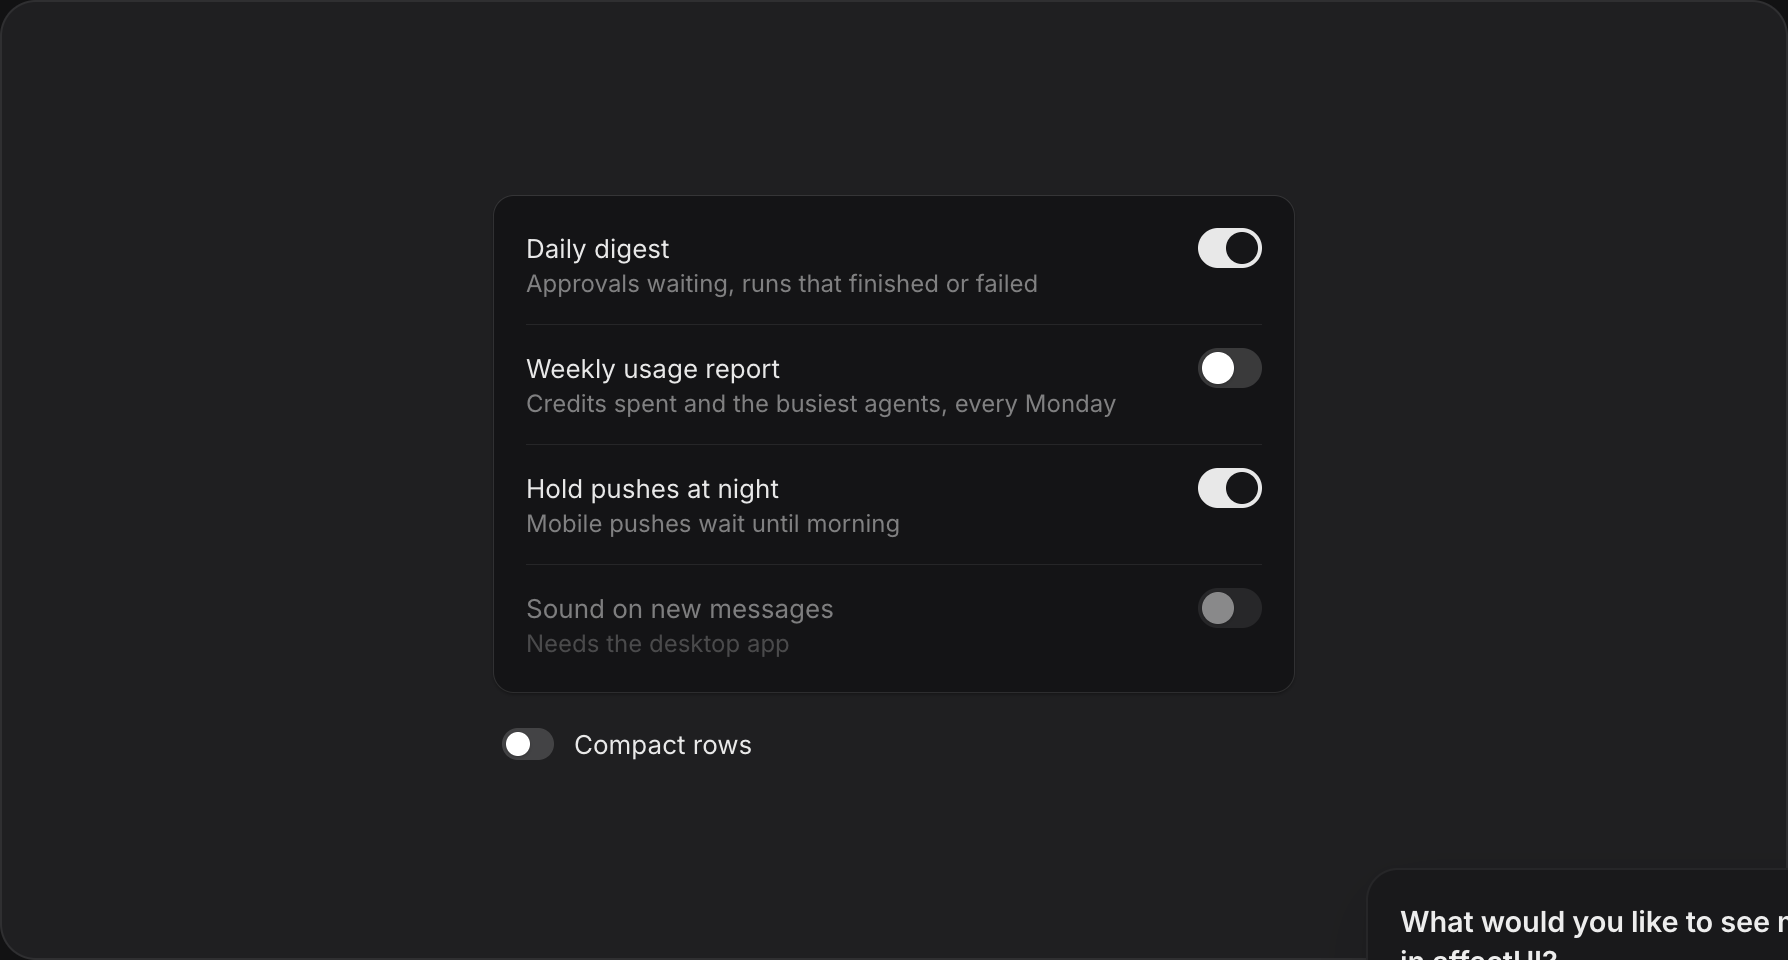 Daily digest
Approvals waiting, runs that finished or failed
Weekly usage report
Credits spent and the busiest agents, every Monday
Hold pushes at night
Mobile pushes wait until morning
Sound on new messages
Needs the desktop app
Compact rows
What would you like to see
in affectUI?